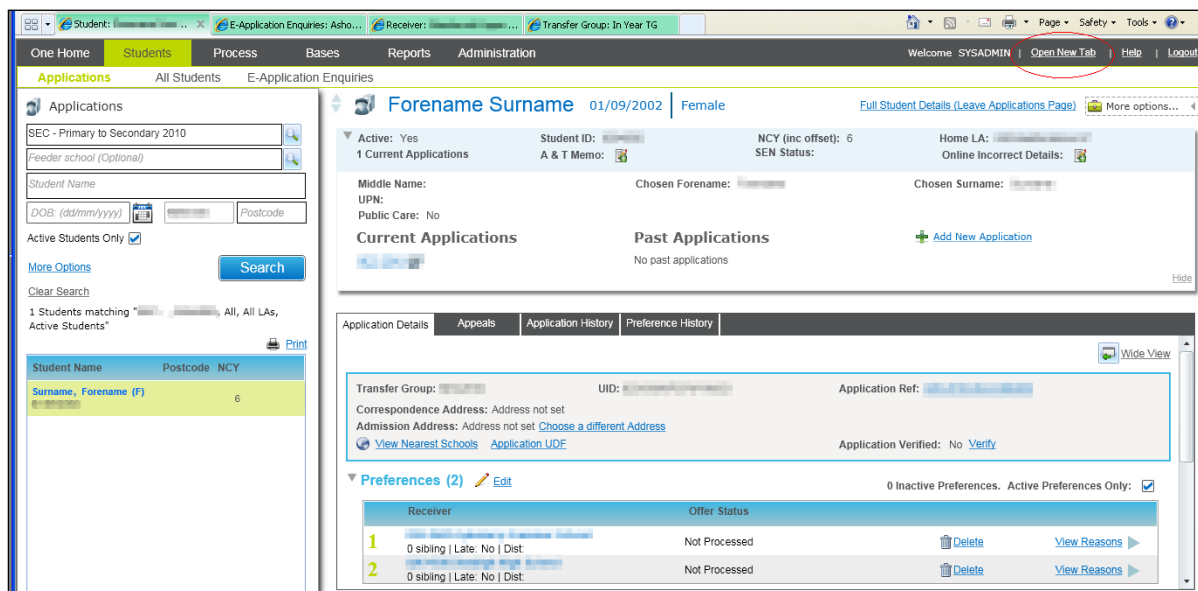 Student:
E-Application Enquiries: Asho...
Receiver:
Transfer Group: In Year TG
Page
Safety
Tools
One Home
Students
Process
Bases
Reports
Administration
Welcome SYSADMIN | Open New Tab | Help | Logout
Applications
All Students
E-Application Enquiries
Applications
SEC - Primary to Secondary 2010
Feeder school (Optional)
Student Name
DOB: (dd/mm/yyyy)
Postcode
Active Students Only
More Options
Search
Clear Search
1 Students matching "
, All, All LAs,
Active Students"
Print
Student Name Postcode NCY
Surname, Forename (F)
6
Forename Surname 01/09/2002 Female
Full Student Details (Leave Applications Page)
More options...
Active: Yes
Student ID:
NCY (inc offset): 6
Home LA:
1 Current Applications
A & T Memo:
SEN Status:
Online Incorrect Details:
Middle Name:
Chosen Forename:
Chosen Surname:
UPN:
Public Care: No
Current Applications
Past Applications
Add New Application
No past applications
Hide
Application Details
Appeals
Application History
Preference History
Wide View
Transfer Group:
UID:
Application Ref:
Correspondence Address: Address not set
Admission Address: Address not set Choose a different Address
View Nearest Schools Application UDF
Application Verified: No Verify
Preferences (2) Edit
0 Inactive Preferences. Active Preferences Only:
Receiver
Offer Status
1
0 sibling | Late: No | Dist:
Not Processed
Delete
View Reasons
2
0 sibling | Late: No | Dist:
Not Processed
Delete
View Reasons